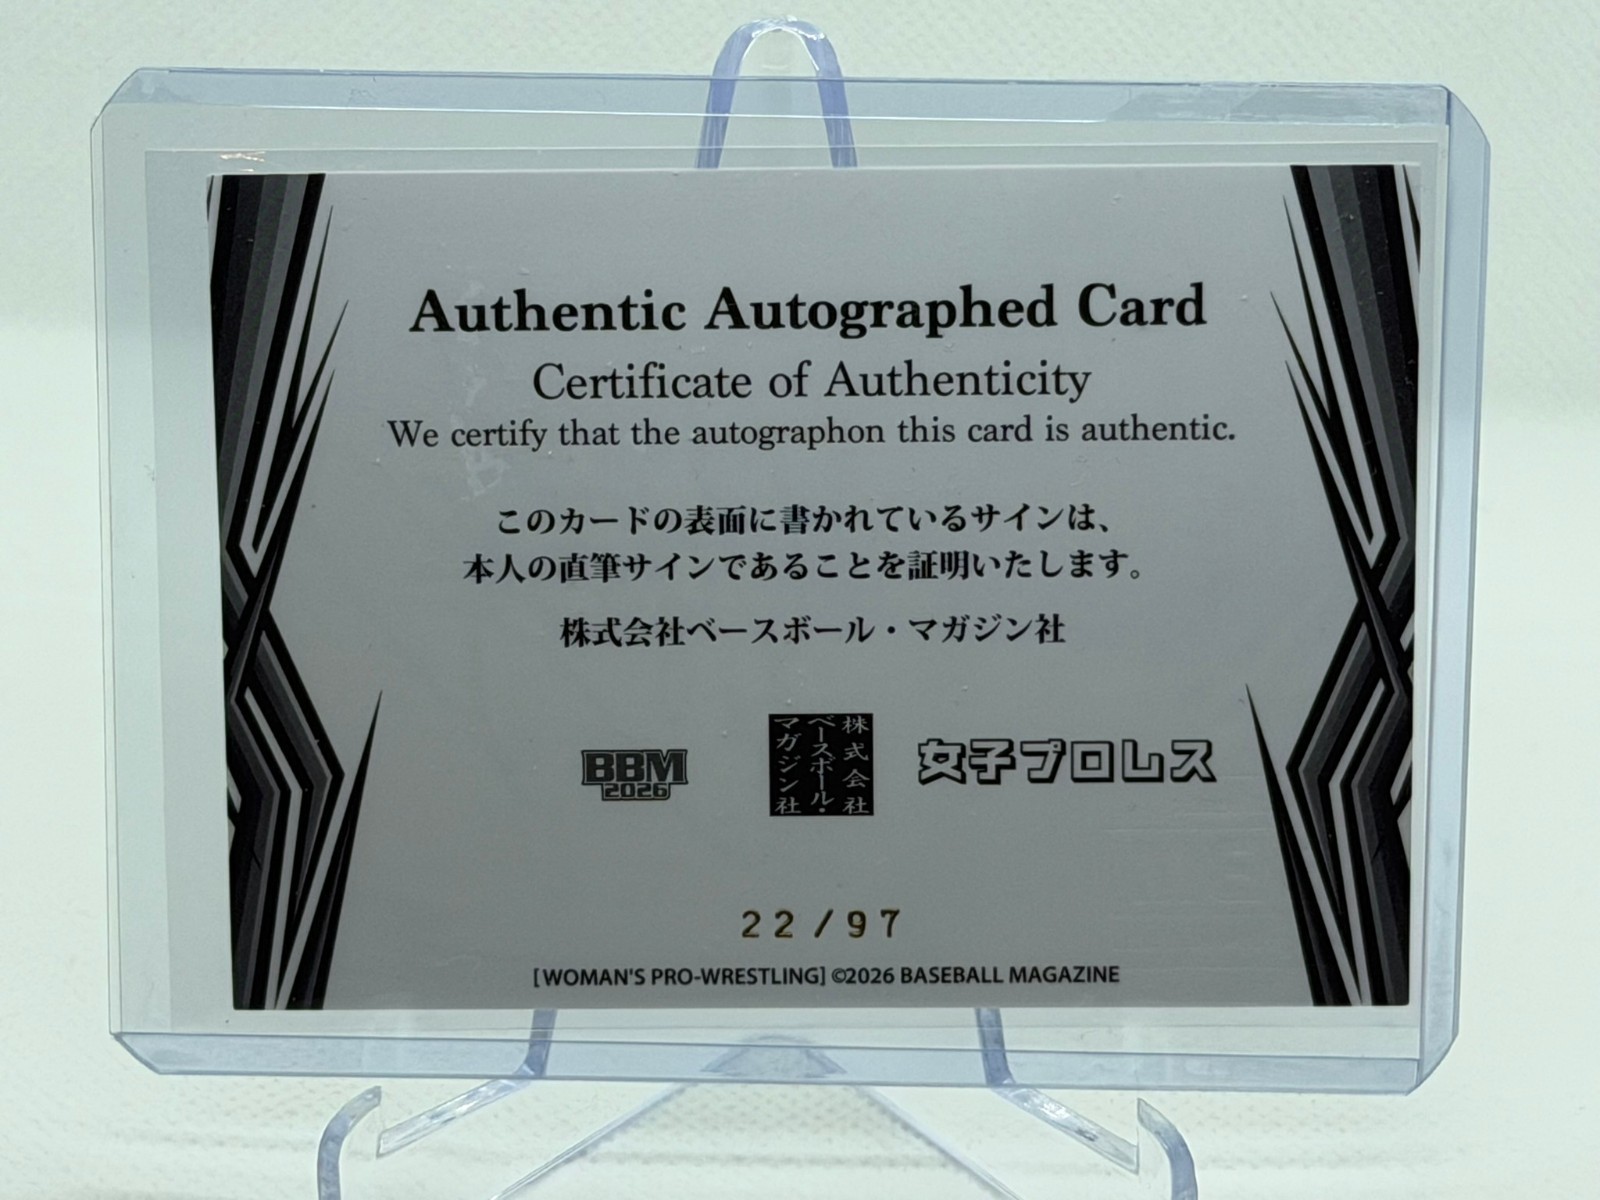 Authentic Autographed Card
Certificate of Authenticity
We certify that the autographon this card is authentic.
このカードの表面に書かれているサインは、
本人の直筆サインであることを証明いたします。
株式会社ベースボール・マガジン社
BBM
2026
株式会社
ベースボール・
マガジン社
女子プロレス
22/97
[WOMAN'S PRO-WRESTLING] ©2026 BASEBALL MAGAZINE